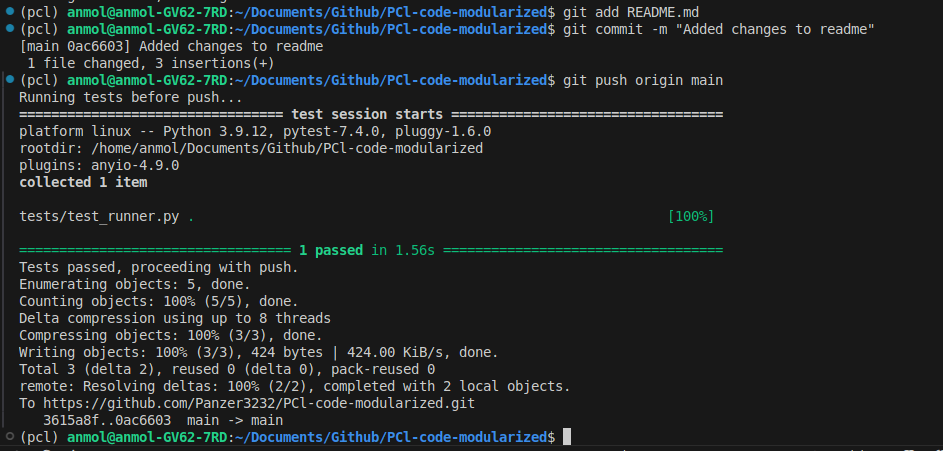 (pcl) anmol@anmol-GV62-7RD:~/Documents/Github/PCl-code-modularized$ git add README.md
(pcl) anmol@anmol-GV62-7RD:~/Documents/Github/PCl-code-modularized$ git commit -m "Added changes to readme"
[main 0ac6603] Added changes to readme
 1 file changed, 3 insertions(+)
(pcl) anmol@anmol-GV62-7RD:~/Documents/Github/PCl-code-modularized$ git push origin main
Running tests before push...
================================= test session starts ==================================
platform linux -- Python 3.9.12, pytest-7.4.0, pluggy-1.6.0
rootdir: /home/anmol/Documents/Github/PCl-code-modularized
plugins: anyio-4.9.0
collected 1 item
tests/test_runner.py . [100%]
================================== 1 passed in 1.56s ===================================
Tests passed, proceeding with push.
Enumerating objects: 5, done.
Counting objects: 100% (5/5), done.
Delta compression using up to 8 threads
Compressing objects: 100% (3/3), done.
Writing objects: 100% (3/3), 424 bytes | 424.00 KiB/s, done.
Total 3 (delta 2), reused 0 (delta 0), pack-reused 0
remote: Resolving deltas: 100% (2/2), completed with 2 local objects.
To https://github.com/Panzer3232/PCl-code-modularized.git
   3615a8f..0ac6603  main -> main
(pcl) anmol@anmol-GV62-7RD:~/Documents/Github/PCl-code-modularized$